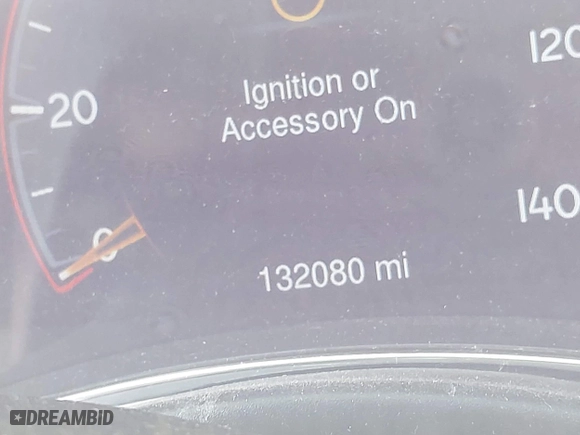 120
Ignition or
20
Accessory On
140
0
132080 mi
DREAMBID